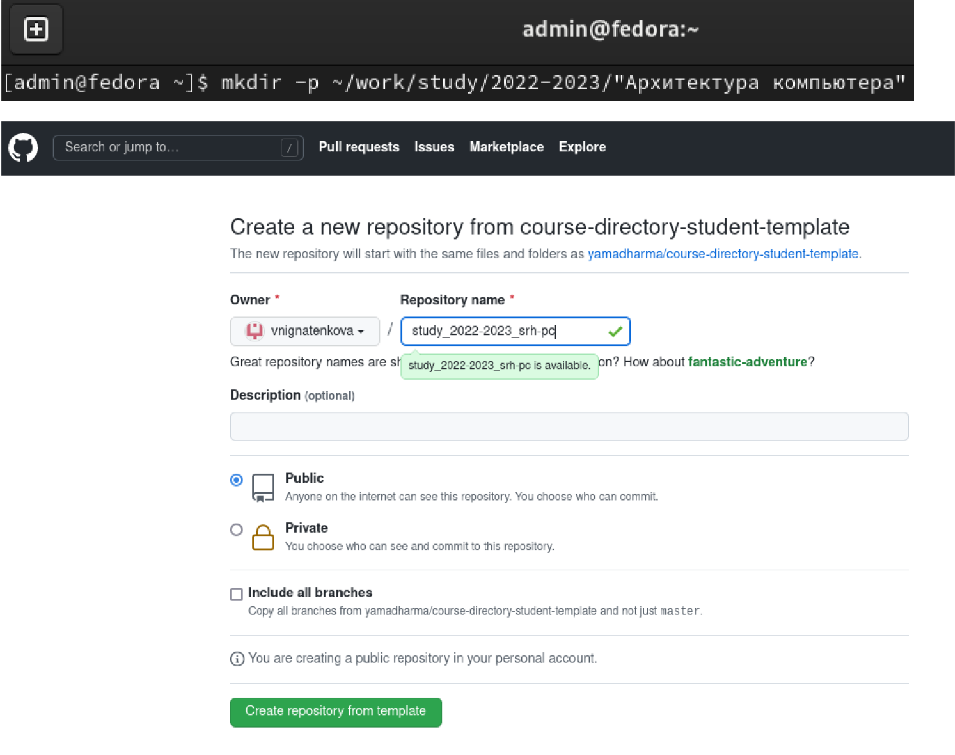 admin@fedora:~
[admin@fedora ~]$ mkdir -p ~/work/study/2022-2023/"Архитектура компьютера"
Search or jump to… / Pull requests Issues Marketplace Explore
Create a new repository from course-directory-student-template
The new repository will start with the same files and folders as yamadharma/course-directory-student-template.
Owner * Repository name *
vnignatenkova / study_2022-2023_srh-pc
Great repository names are on? How about fantastic-adventure?
study_2022-2023_srh-pc is available.
Description (optional)
Public
Anyone on the internet can see this repository. You choose who can commit.
Private
You choose who can see and commit to this repository.
Include all branches
Copy all branches from yamadharma/course-directory-student-template and not just master.
You are creating a public repository in your personal account.
Create repository from template